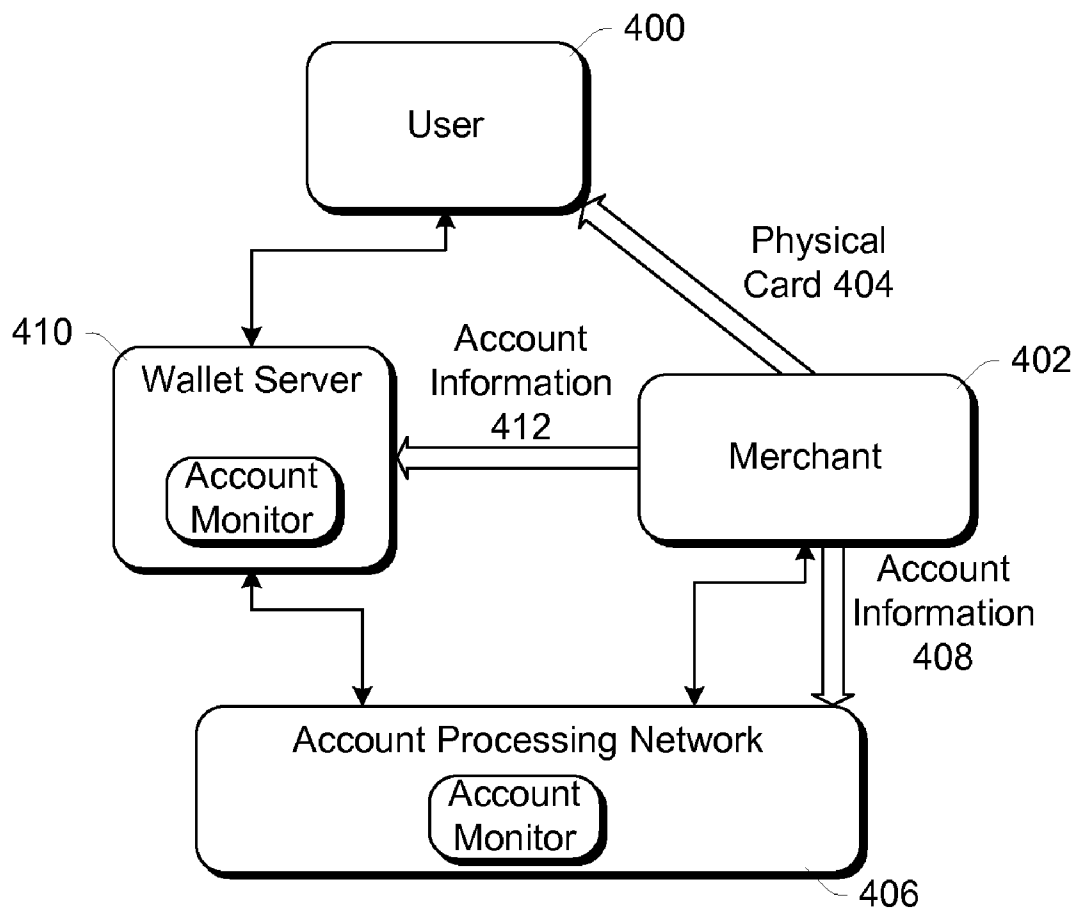 400
User
Physical
Card 404
410
Wallet Server
Account
Information
412
402
Merchant
Account
Monitor
Account
Information
408
Account Processing Network
Account
Monitor
406